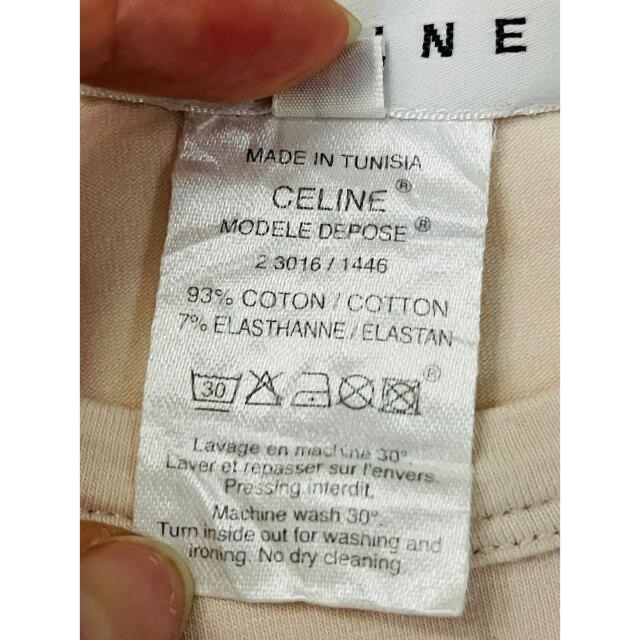 INE
MADE IN TUNISIA
CELINE®
MODELE DEPOSE®
2 3016 / 1446
93% COTON / COTTON
7% ELASTHANNE / ELASTAN
30
®
Lavage en machine 30°.
Laver et repasser sur l'envers.
Pressing interdit.
Machine wash 30°.
Turn inside out for washing and
ironing. No dry cleaning.